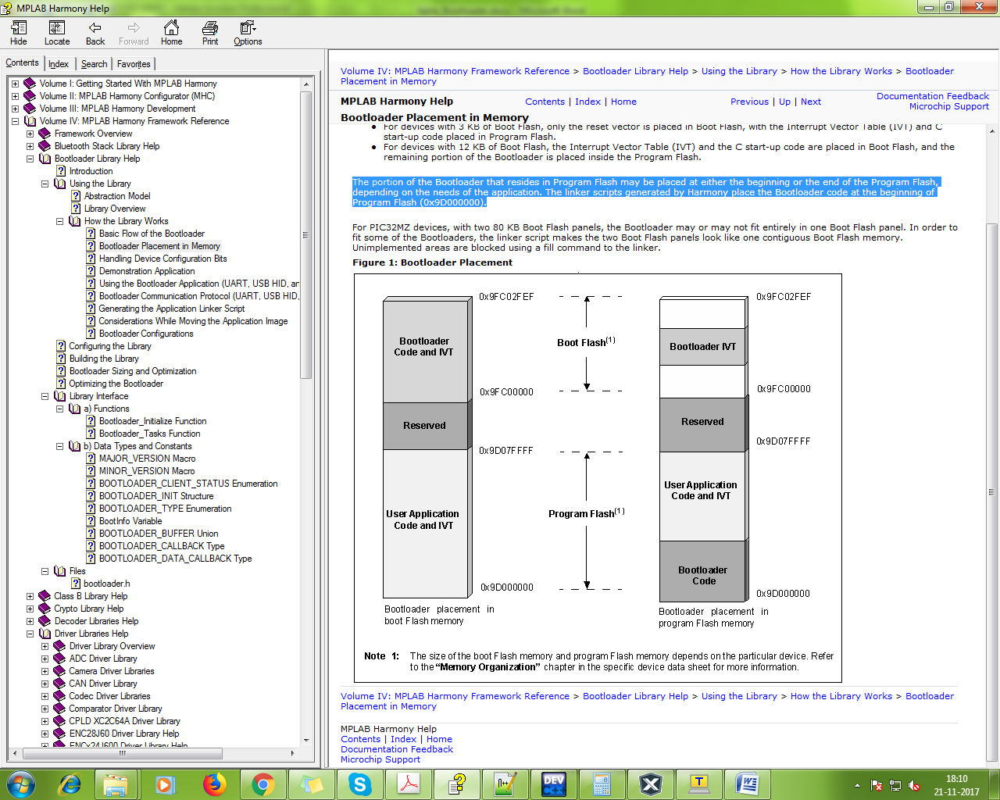 MPLAB Harmony Help
Hide Locate Back Forward Home Print Options
Contents Index Search Favorites
Volume I: Getting Started With MPLAB Harmony
Volume II: MPLAB Harmony Configurator (MHC)
Volume III: MPLAB Harmony Development
Volume IV: MPLAB Harmony Framework Reference
Framework Overview
Bluetooth Stack Library Help
Bootloader Library Help
Introduction
Using the Library
Abstraction Model
Library Overview
How the Library Works
Basic Flow of the Bootloader
Bootloader Placement in Memory
Handling Device Configuration Bits
Demonstration Application
Using the Bootloader Application (UART, USB HID, an
Bootloader Communication Protocol (UART, USB HID,
Generating the Application Linker Script
Considerations While Moving the Application Image
Bootloader Configurations
Configuring the Library
Building the Library
Bootloader Sizing and Optimization
Optimizing the Bootloader
Library Interface
a) Functions
Bootloader_Initialize Function
Bootloader_Tasks Function
b) Data Types and Constants
MAJOR_VERSION Macro
MINOR_VERSION Macro
BOOTLOADER_CLIENT_STATUS Enumeration
BOOTLOADER_INIT Structure
BOOTLOADER_TYPE Enumeration
BootInfo Variable
BOOTLOADER_BUFFER Union
BOOTLOADER_CALLBACK Type
BOOTLOADER_DATA_CALLBACK Type
Files
bootloader.h
Class B Library Help
Crypto Library Help
Decoder Libraries Help
Driver Libraries Help
Driver Library Overview
ADC Driver Library
Camera Driver Libraries
CAN Driver Library
Codec Driver Libraries
Comparator Driver Library
CPLD XC2C64A Driver Library
ENC28J60 Driver Library Help
ENCx24J600 Driver Library Help
Volume IV: MPLAB Harmony Framework Reference > Bootloader Library Help > Using the Library > How the Library Works > Bootloader
Placement in Memory
MPLAB Harmony Help
Contents | Index | Home
Previous | Up | Next
Documentation Feedback
Microchip Support
Bootloader Placement in Memory
• For devices with 3 KB of Boot Flash, only the reset vector is placed in Boot Flash, with the Interrupt Vector Table (IVT) and C
start-up code placed in Program Flash.
• For devices with 12 KB of Boot Flash, the Interrupt Vector Table (IVT) and the C start-up code are placed in Boot Flash, and the
remaining portion of the Bootloader is placed inside the Program Flash.
The portion of the Bootloader that resides in Program Flash may be placed at either the beginning or the end of the Program Flash,
depending on the needs of the application. The linker scripts generated by Harmony place the Bootloader code at the beginning of
Program Flash (0x9D000000).
For PIC32MZ devices, with two 80 KB Boot Flash panels, the Bootloader may or may not fit entirely in one Boot Flash panel. In order to
fit some of the Bootloaders, the linker script makes the two Boot Flash panels look like one contiguous Boot Flash memory.
Unimplemented areas are blocked using a fill command to the linker.
Figure 1: Bootloader Placement
0x9FC02FEF
Bootloader
Code and IVT
0x9FC00000
Reserved
0x9D07FFFF
User Application
Code and IVT
0x9D000000
Bootloader placement in
boot Flash memory
Boot Flash(1)
Program Flash(1)
0x9FC02FEF
Bootloader IVT
0x9FC00000
Reserved
0x9D07FFFF
User Application
Code and IVT
Bootloader
Code
0x9D000000
Bootloader placement in
program Flash memory
Note 1: The size of the boot Flash memory and program Flash memory depends on the particular device. Refer
to the “Memory Organization” chapter in the specific device data sheet for more information.
Volume IV: MPLAB Harmony Framework Reference > Bootloader Library Help > Using the Library > How the Library Works > Bootloader
Placement in Memory
MPLAB Harmony Help
Contents | Index | Home
Documentation Feedback
Microchip Support
DEV
C++
18:10
21-11-2017